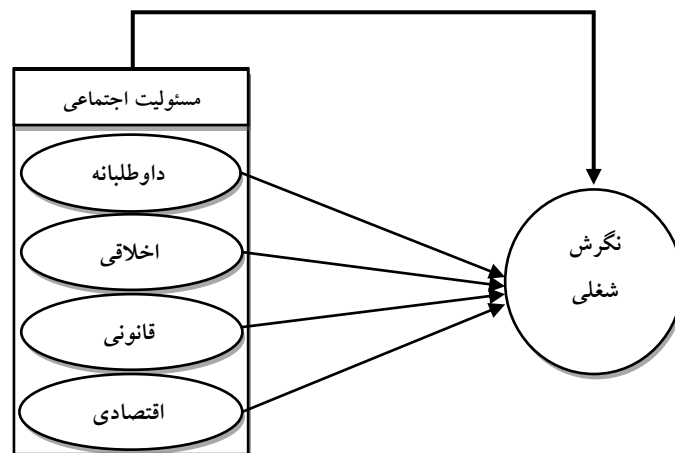 مسئولیت اجتماعی
داوطلبانه
اخلاقی
قانونی
اقتصادی
نگرش
شغلی